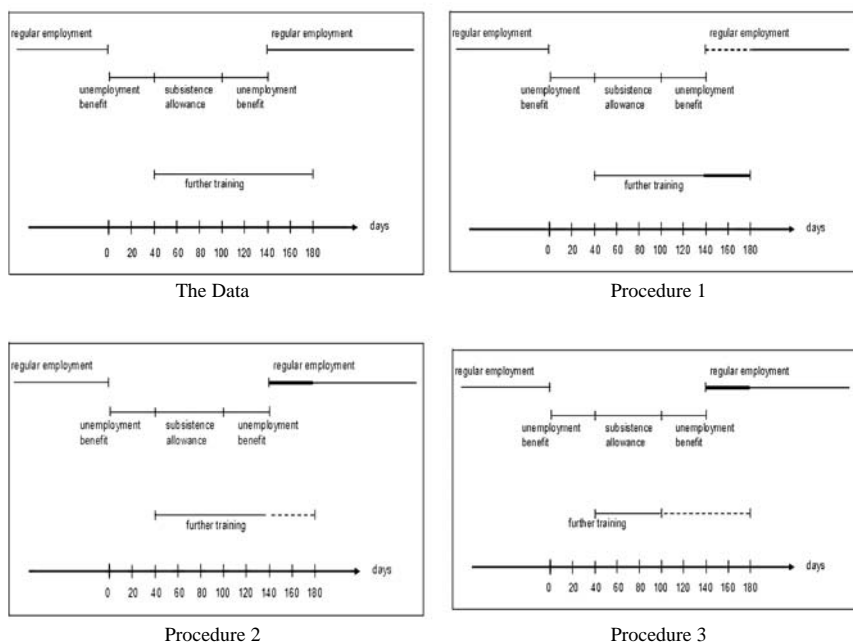 regular employment
regular employment
unemployment subsistence unemployment
benefit allowance benefit
further training
days
0 20 40 60 80 100 120 140 160 180
The Data
regular employment
regular employment
unemployment subsistence unemployment
benefit allowance benefit
further training
days
0 20 40 60 80 100 120 140 160 180
Procedure 1
regular employment
regular employment
unemployment subsistence unemployment
benefit allowance benefit
further training
days
0 20 40 60 80 100 120 140 160 180
Procedure 2
regular employment
regular employment
unemployment subsistence unemployment
benefit allowance benefit
further training
days
0 20 40 60 80 100 120 140 160 180
Procedure 3